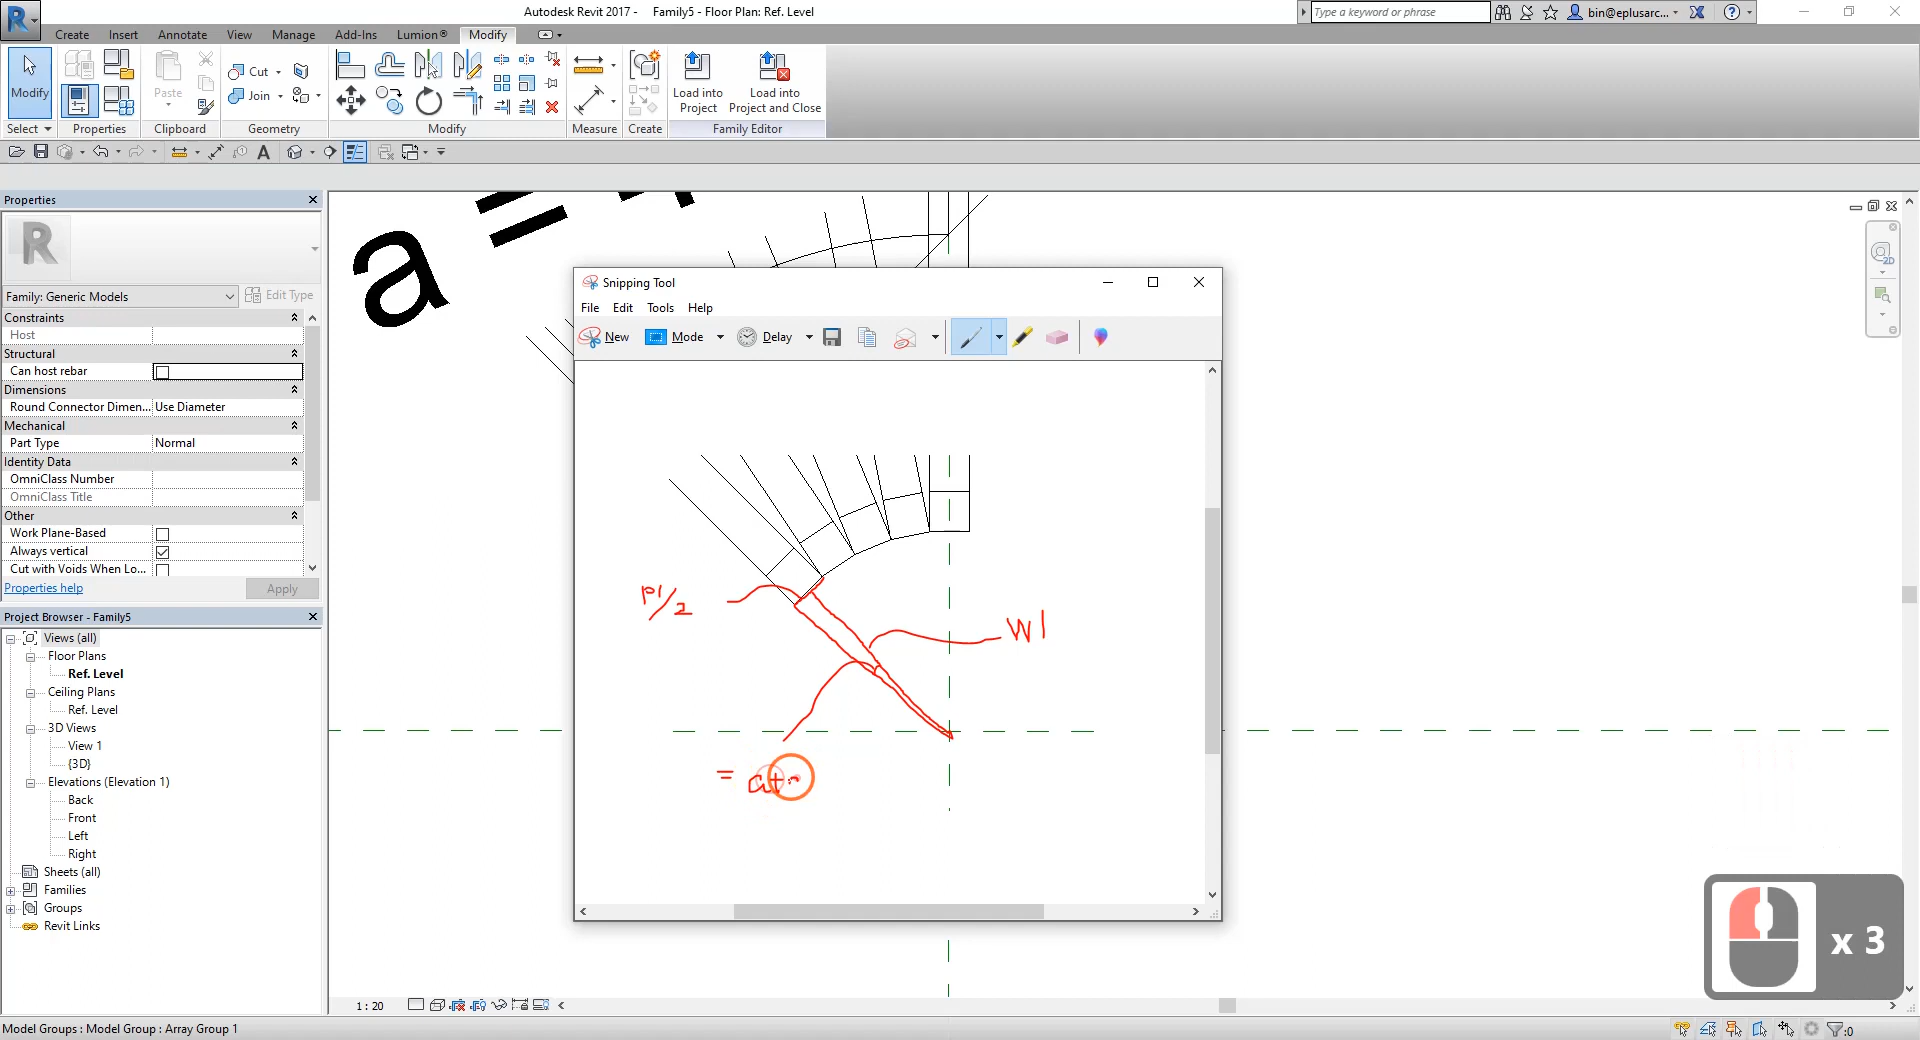 Autodesk Revit 2017 - Family5 - Floor Plan: Ref. Level
Type a keyword or phrase
bin@eplusarc...
Create Insert Annotate View Manage Add-Ins Lumion® Modify
Modify
Paste
Cut
Join
Load into Project
Load into Project and Close
Select Properties Clipboard Geometry Modify Measure Create Family Editor
Properties
R
Family: Generic Models
Edit Type
Constraints
Host
Structural
Can host rebar
Dimensions
Round Connector Dimen... Use Diameter
Mechanical
Part Type Normal
Identity Data
OmniClass Number
OmniClass Title
Other
Work Plane-Based
Always vertical
Cut with Voids When Lo...
Properties help
Apply
Project Browser - Family5
Views (all)
Floor Plans
Ref. Level
Ceiling Plans
Ref. Level
3D Views
View 1
{3D}
Elevations (Elevation 1)
Back
Front
Left
Right
Sheets (all)
Families
Groups
Revit Links
a =
Snipping Tool
File Edit Tools Help
New Mode Delay
P1/2
W1
= at
x 3
1 : 20
Model Groups : Model Group : Array Group 1
:0